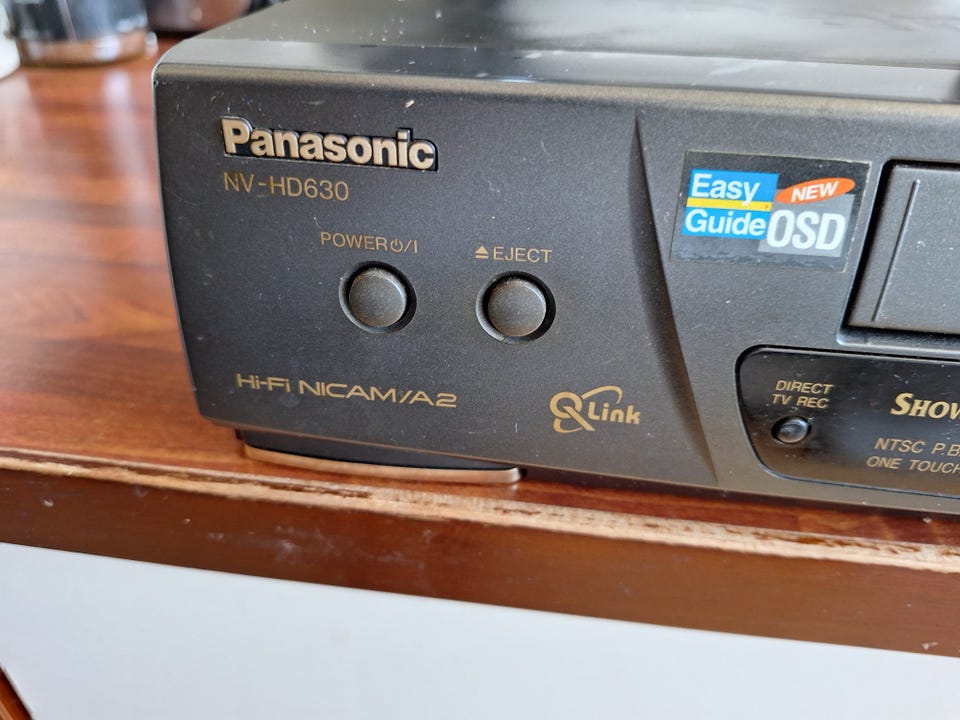 Panasonic
NV-HD630
POWER⏻/I
⏏EJECT
Hi-Fi NICAM/A2
Q Link
Easy
Guide
NEW
OSD
DIRECT
TV REC
NTSC P.B
ONE TOUCH